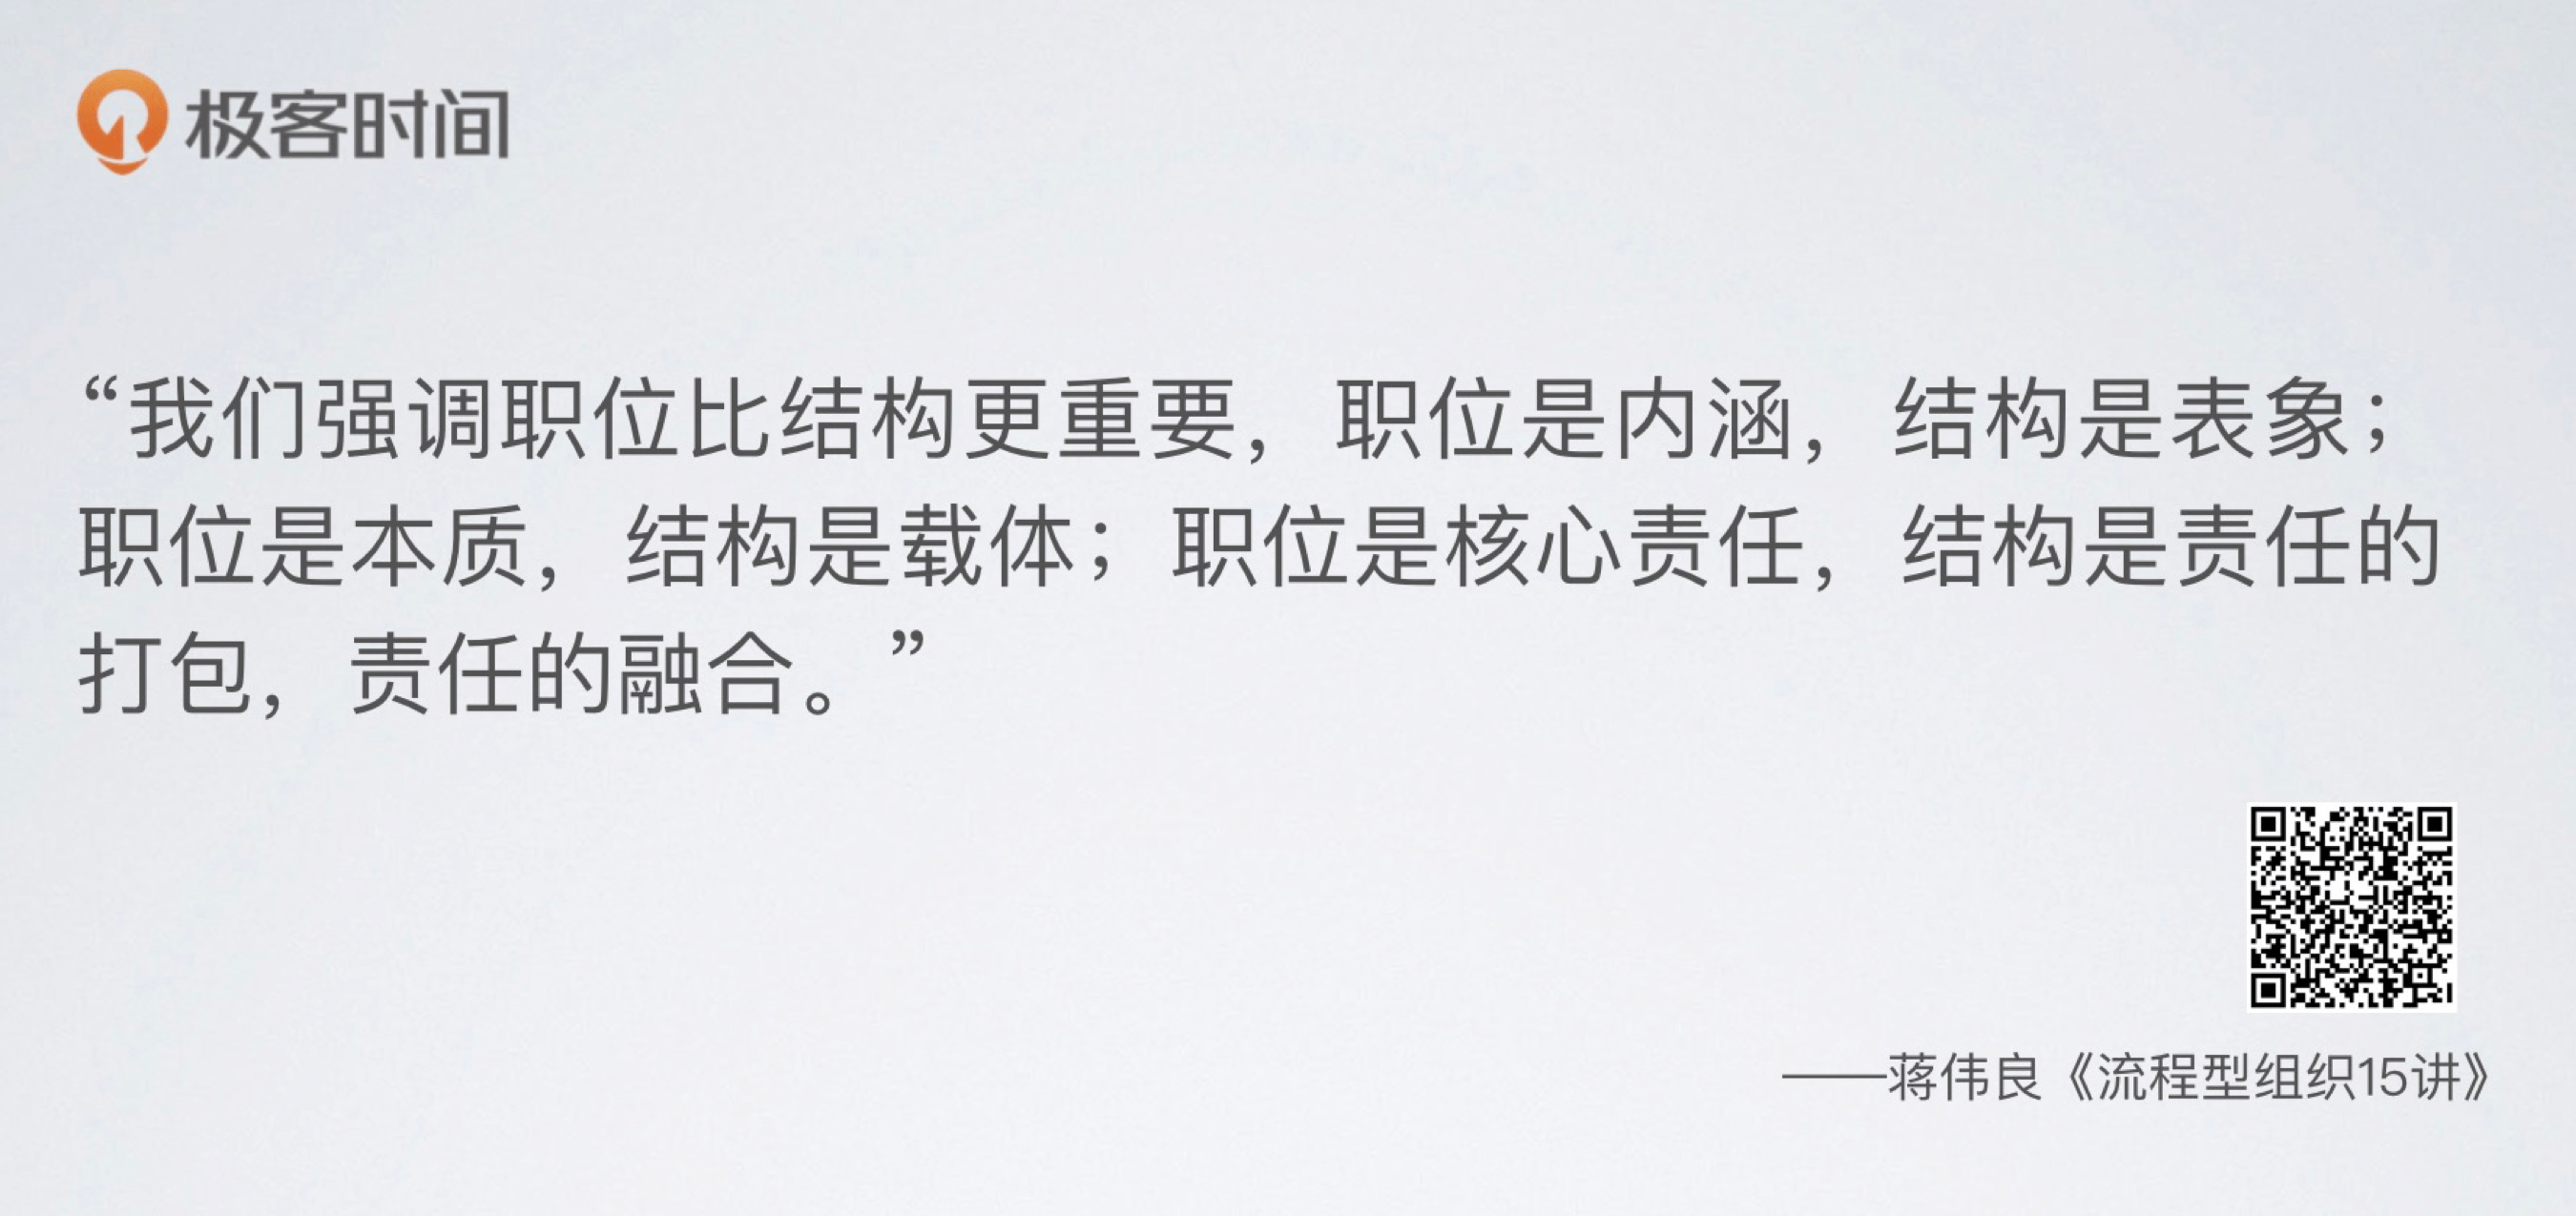 极客时间
“我们强调职位比结构更重要，职位是内涵，结构是表象；
职位是本质，结构是载体；职位是核心责任，结构是责任的
打包，责任的融合。”
——蒋伟良《流程型组织15讲》